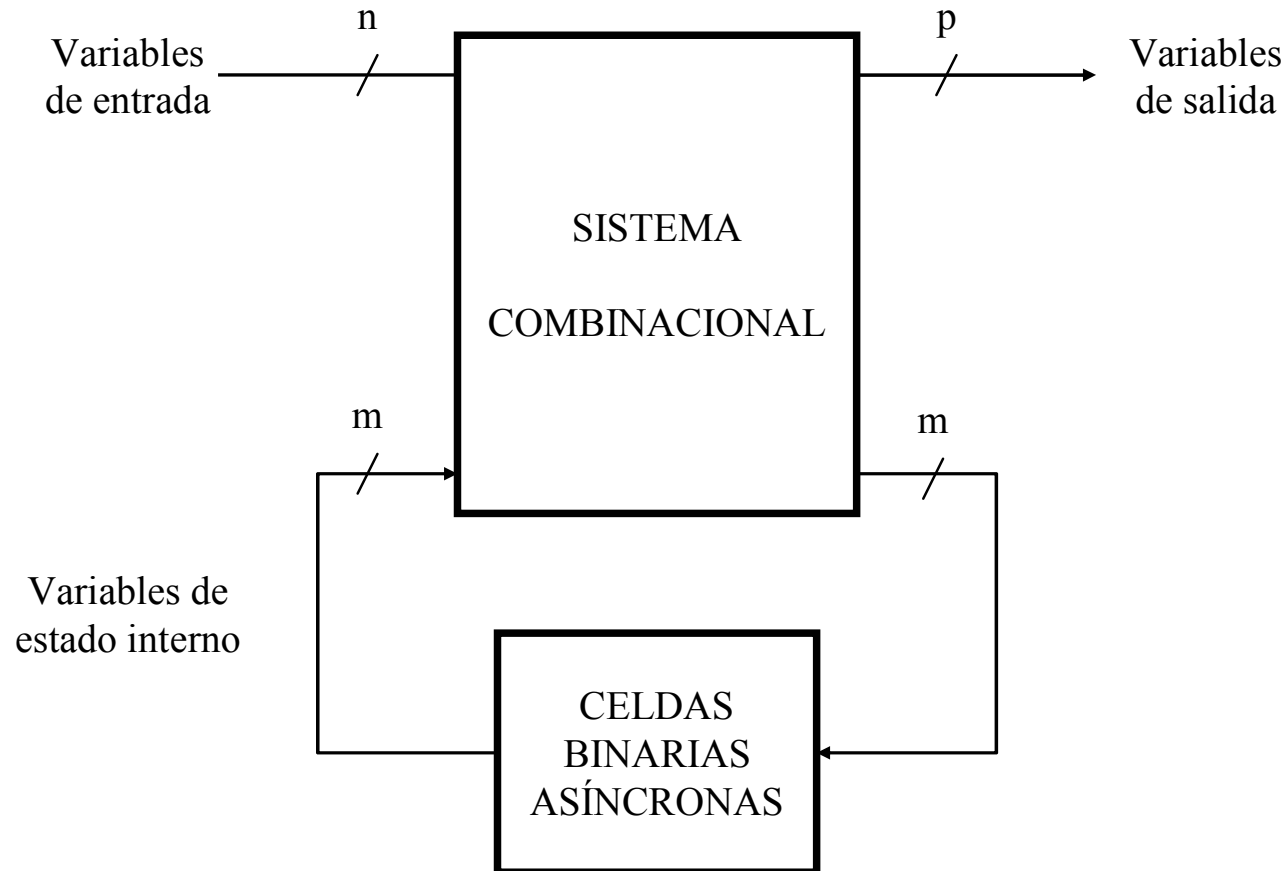 n
p
Variables
de entrada
Variables
de salida
SISTEMA
COMBINACIONAL
m
m
Variables de
estado interno
CELDAS
BINARIAS
ASÍNCRONAS